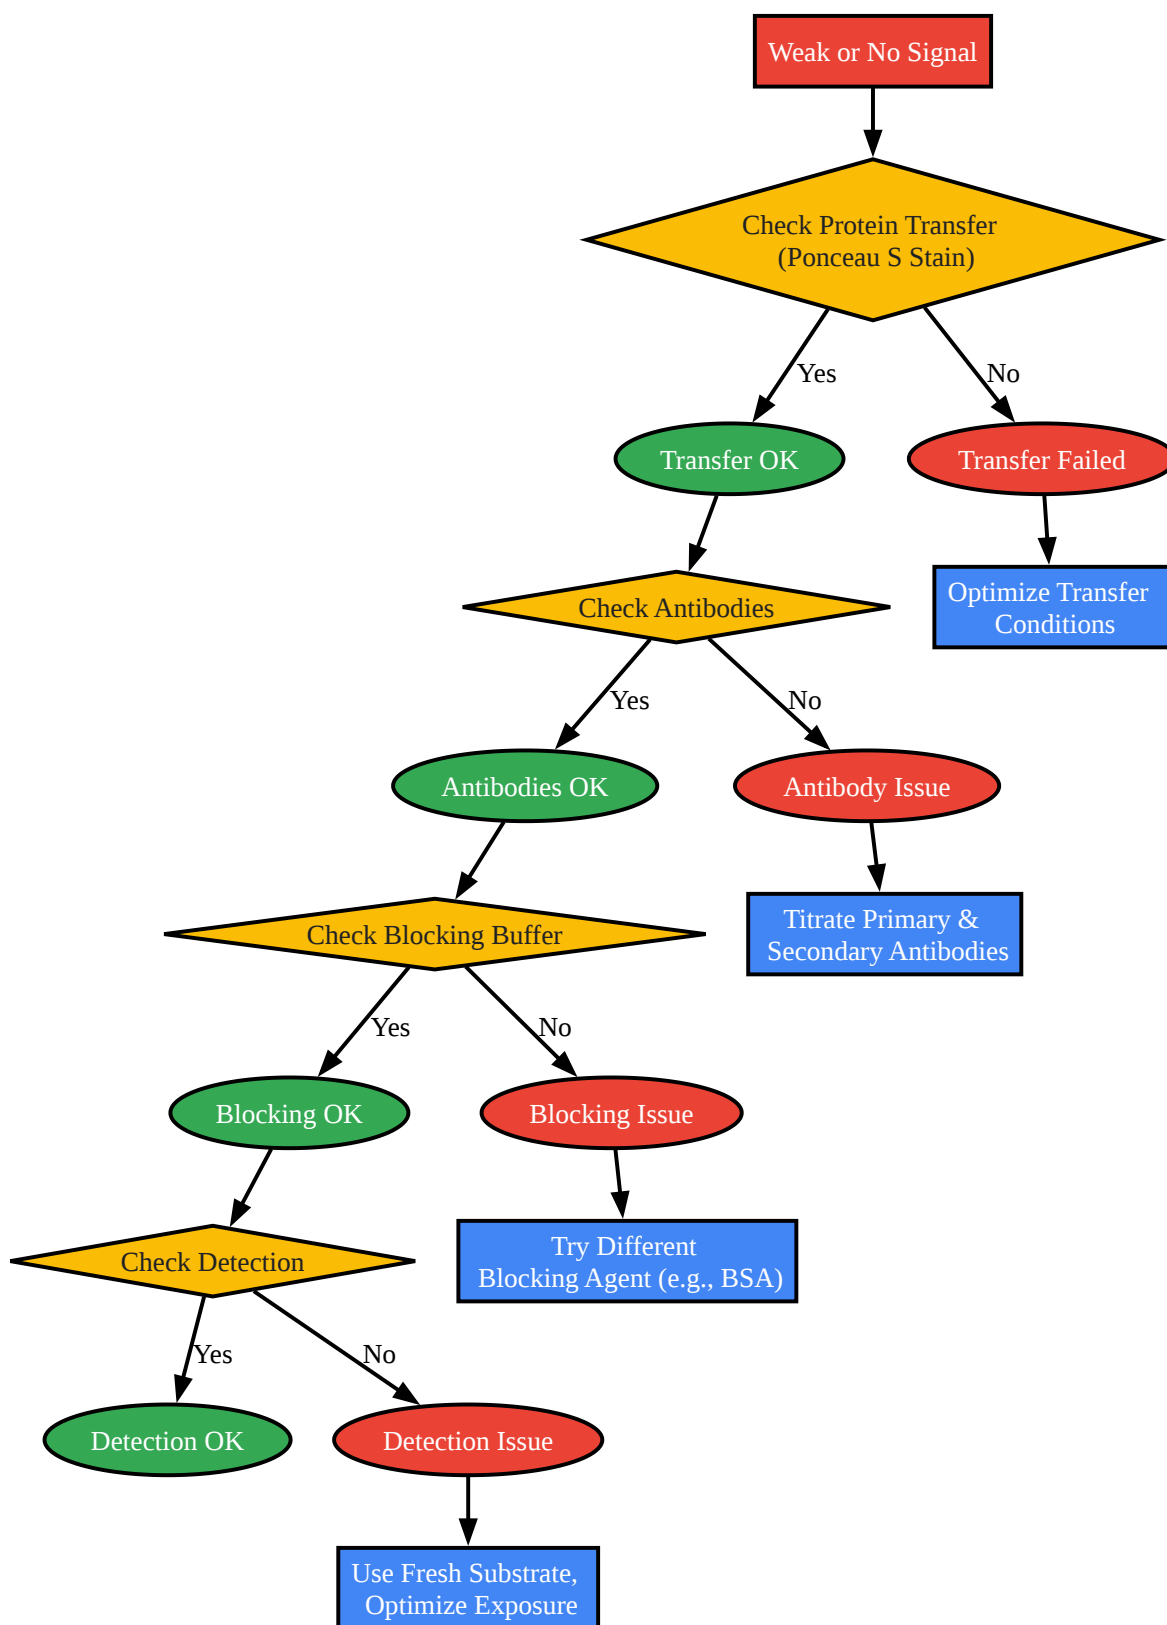 Weak or No Signal
Check Protein Transfer
(Ponceau S Stain)
Yes
No
Transfer OK
Transfer Failed
Optimize Transfer
Conditions
Check Antibodies
Yes
No
Antibodies OK
Antibody Issue
Titrate Primary &
Secondary Antibodies
Check Blocking Buffer
Yes
No
Blocking OK
Blocking Issue
Try Different
Blocking Agent (e.g., BSA)
Check Detection
Yes
No
Detection OK
Detection Issue
Use Fresh Substrate,
Optimize Exposure